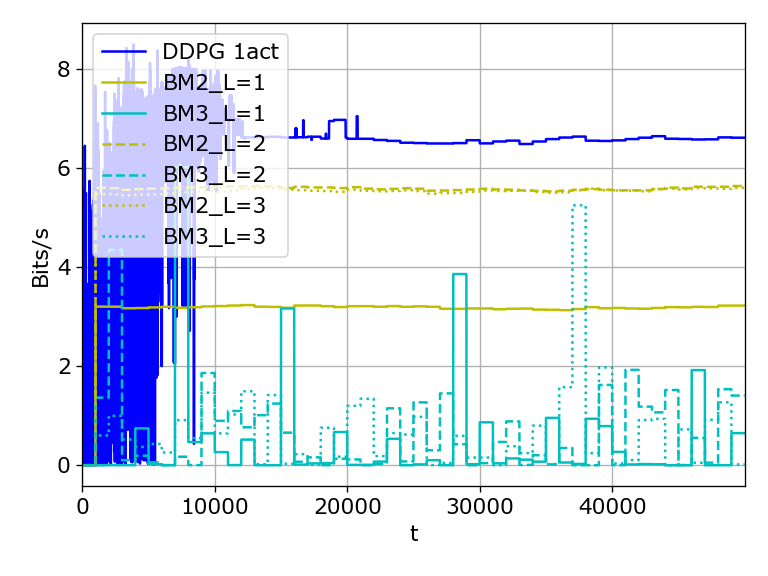 DDPG 1act
BM2_L=1
BM3_L=1
BM2_L=2
BM3_L=2
BM2_L=3
BM3_L=3
8
6
4
2
0
Bits/s
0 10000 20000 30000 40000
t